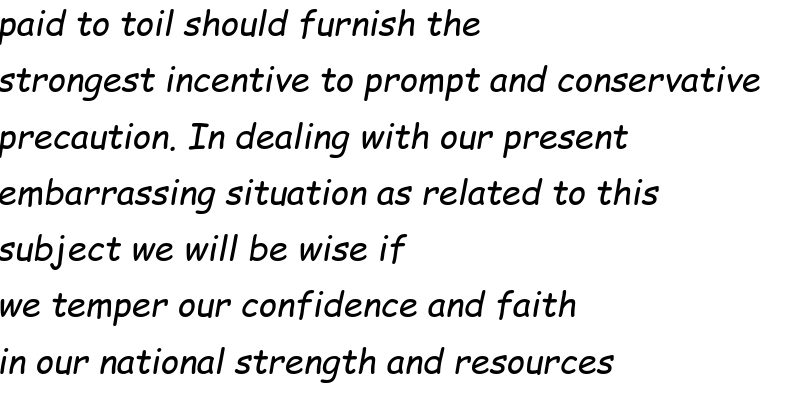 paid to toil should furnish the
strongest incentive to prompt and conservative
precaution. In dealing with our present
embarrassing situation as related to this
subject we will be wise if
we temper our confidence and faith
in our national strength and resources